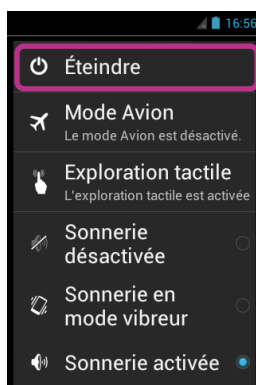 16:56
Éteindre
Mode Avion
Le mode Avion est désactivé.
Exploration tactile
L'exploration tactile est activée
Sonnerie
désactivée
Sonnerie en
mode vibreur
Sonnerie activée